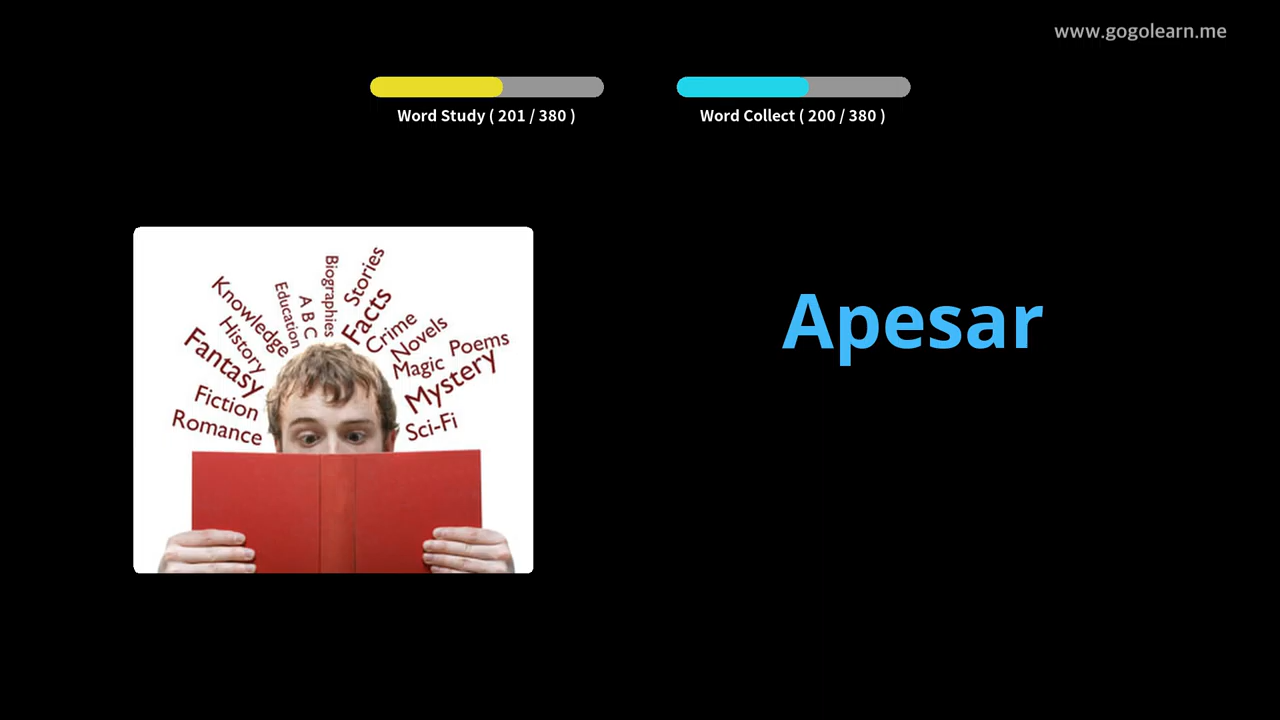 www.gogolearn.me
Word Study ( 201 / 380 )
Word Collect ( 200 / 380 )
Apesar
Knowledge
Education
A B C
Biographies
Stories
Facts
Crime
Novels
Poems
Magic
Mystery
Sci-Fi
History
Fantasy
Fiction
Romance